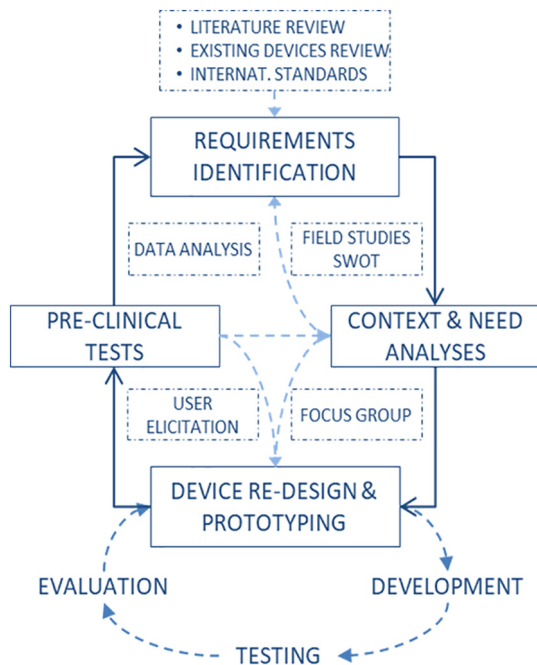 • LITERATURE REVIEW
• EXISTING DEVICES REVIEW
• INTERNAT. STANDARDS
REQUIREMENTS
IDENTIFICATION
DATA ANALYSIS
FIELD STUDIES
SWOT
PRE-CLINICAL
TESTS
CONTEXT & NEED
ANALYSES
USER
ELICITATION
FOCUS GROUP
DEVICE RE-DESIGN &
PROTOTYPING
EVALUATION
DEVELOPMENT
TESTING